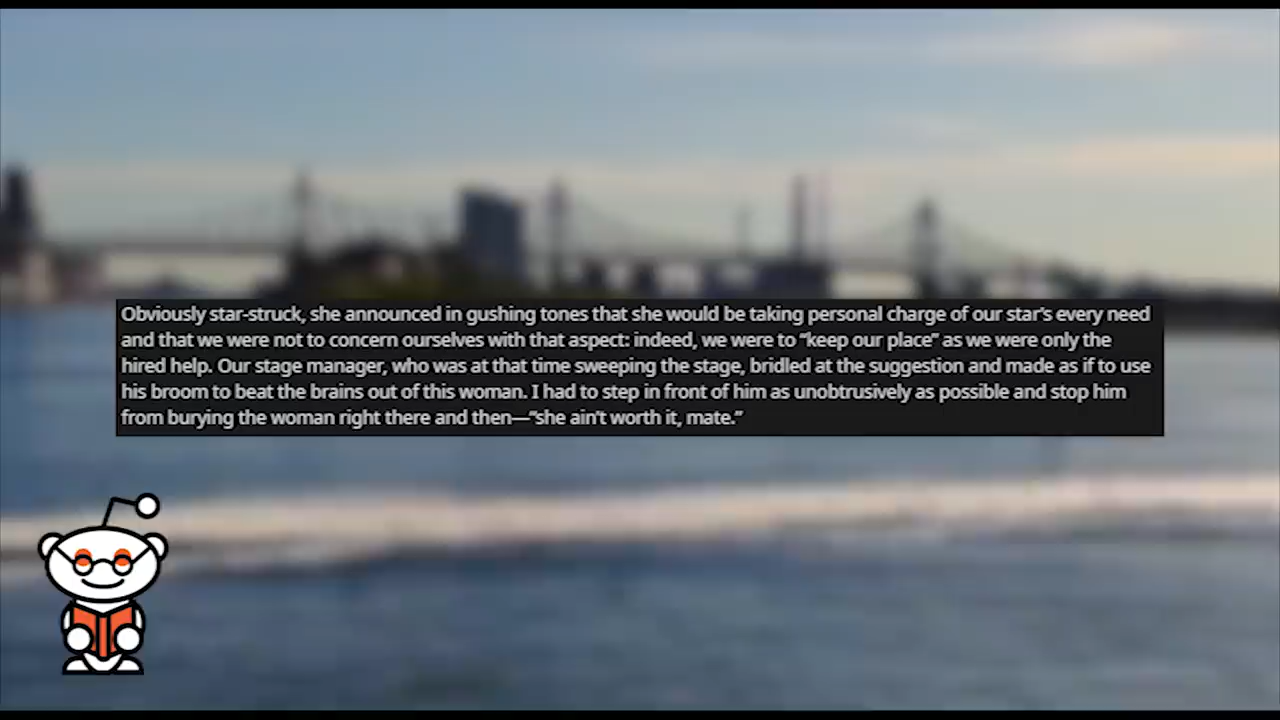 Obviously star-struck, she announced in gushing tones that she would be taking personal charge of our star’s every need
and that we were not to concern ourselves with that aspect: indeed, we were to “keep our place” as we were only the
hired help. Our stage manager, who was at that time sweeping the stage, bridled at the suggestion and made as if to use
his broom to beat the brains out of this woman. I had to step in front of him as unobtrusively as possible and stop him
from burying the woman right there and then—“she ain’t worth it, mate.”